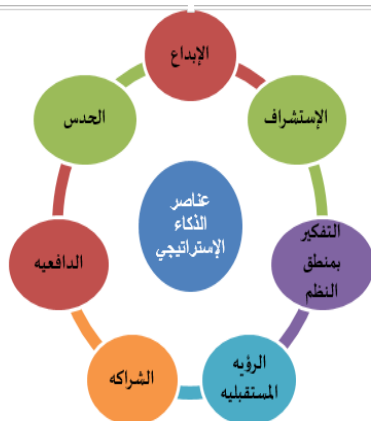 عناصر
الذكاء
الإستراتيجي
الإبداع
الإستشراف
التفكير
بمنطق
النظم
الرؤيه
المستقبليه
الشراكه
الدافعيه
الحدس